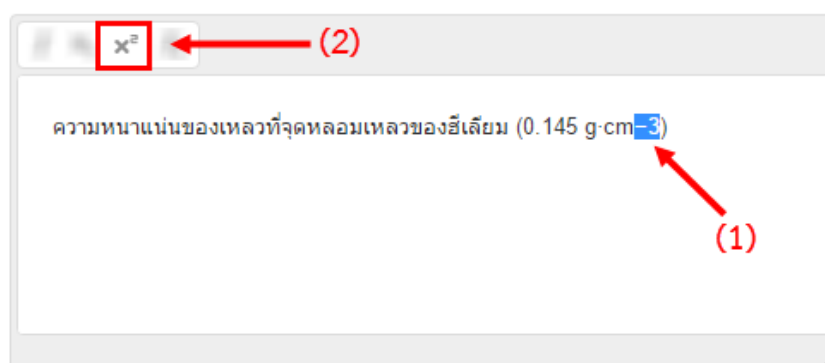 x² (2)
ความหนาแน่นของเหลวที่จุดหลอมเหลวของฮีเลียม (0.145 g·cm−3)
(1)